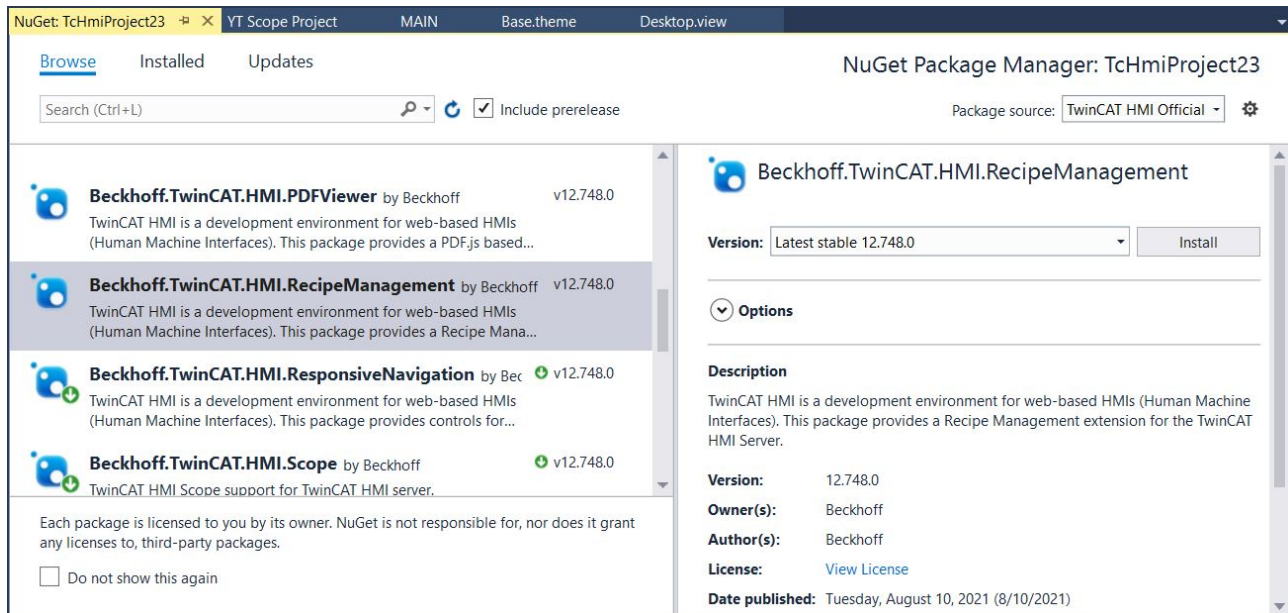 NuGet: TcHmiProject23
YT Scope Project
MAIN
Base.theme
Desktop.view
Browse
Installed
Updates
NuGet Package Manager: TcHmiProject23
Search (Ctrl+L)
Include prerelease
Package source:
TwinCAT HMI Official
Beckhoff.TwinCAT.HMI.PDFViewer by Beckhoff
v12.748.0
TwinCAT HMI is a development environment for web-based HMIs
(Human Machine Interfaces). This package provides a PDF.js based...
Beckhoff.TwinCAT.HMI.RecipeManagement by Beckhoff
v12.748.0
TwinCAT HMI is a development environment for web-based HMIs
(Human Machine Interfaces). This package provides a Recipe Mana...
Beckhoff.TwinCAT.HMI.ResponsiveNavigation by Bec
v12.748.0
TwinCAT HMI is a development environment for web-based HMIs
(Human Machine Interfaces). This package provides controls for...
Beckhoff.TwinCAT.HMI.Scope by Beckhoff
v12.748.0
TwinCAT HMI Scope support for TwinCAT HMI server.
Each package is licensed to you by its owner. NuGet is not responsible for, nor does it grant
any licenses to, third-party packages.
Do not show this again
Beckhoff.TwinCAT.HMI.RecipeManagement
Version:
Latest stable 12.748.0
Install
Options
Description
TwinCAT HMI is a development environment for web-based HMIs (Human Machine
Interfaces). This package provides a Recipe Management extension for the TwinCAT
HMI Server.
Version: 12.748.0
Owner(s): Beckhoff
Author(s): Beckhoff
License: View License
Date published: Tuesday, August 10, 2021 (8/10/2021)